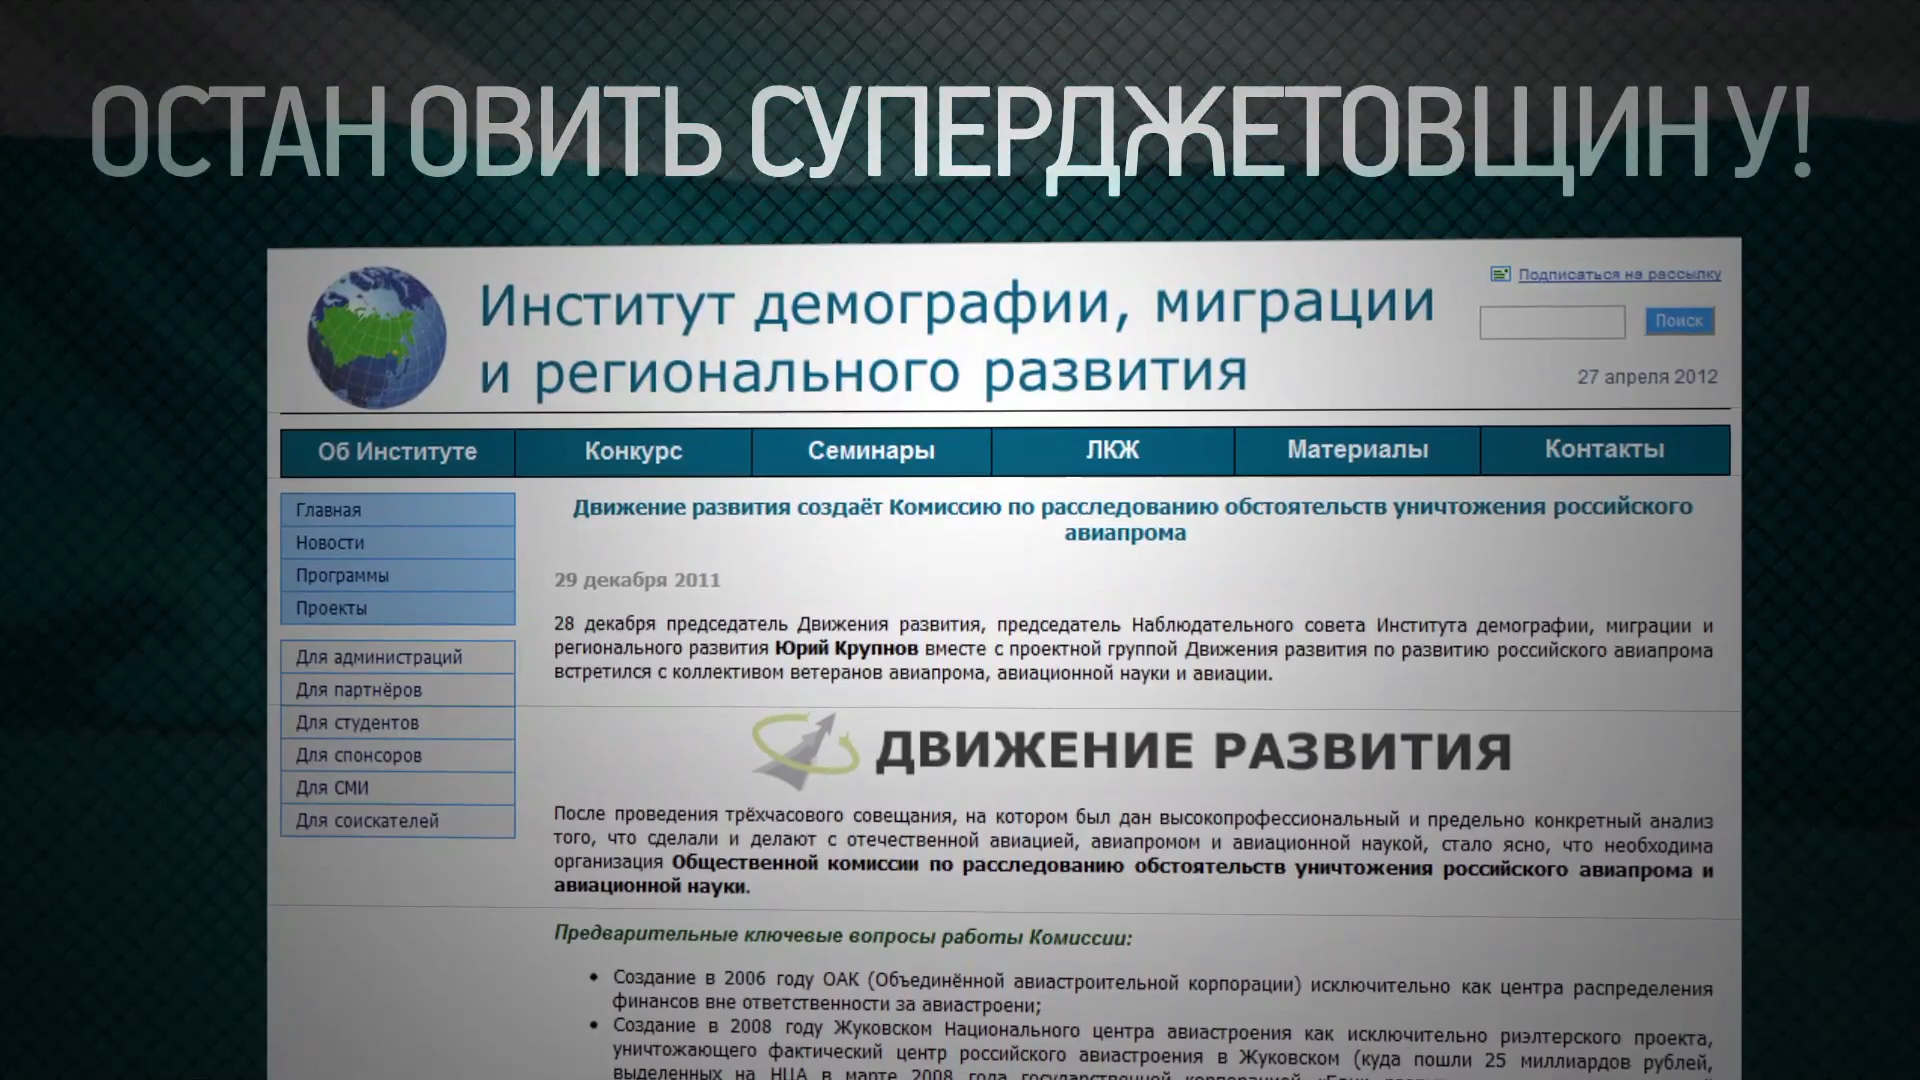 ОСТАНОВИТЬ СУПЕРДЖЕТОВЩИНУ!
Институт демографии, миграции
и регионального развития
Подписаться на рассылку
Поиск
27 апреля 2012
Об Институте
Конкурс
Семинары
ЛКЖ
Материалы
Контакты
Главная
Новости
Программы
Проекты
Для администраций
Для партнёров
Для студентов
Для спонсоров
Для СМИ
Для соискателей
Движение развития создаёт Комиссию по расследованию обстоятельств уничтожения российского
авиапрома
29 декабря 2011
28 декабря председатель Движения развития, председатель Наблюдательного совета Института демографии, миграции и
регионального развития Юрий Крупнов вместе с проектной группой Движения развития по развитию российского авиапрома
встретился с коллективом ветеранов авиапрома, авиационной науки и авиации.
ДВИЖЕНИЕ РАЗВИТИЯ
После проведения трёхчасового совещания, на котором был дан высокопрофессиональный и предельно конкретный анализ
того, что сделали и делают с отечественной авиацией, авиапромом и авиационной наукой, стало ясно, что необходима
организация Общественной комиссии по расследованию обстоятельств уничтожения российского авиапрома и
авиационной науки.
Предварительные ключевые вопросы работы Комиссии:
• Создание в 2006 году ОАК (Объединённой авиастроительной корпорации) исключительно как центра распределения
финансов вне ответственности за авиастроени;
• Создание в 2008 году Жуковском Национального центра авиастроения как исключительно риэлтерского проекта,
уничтожающего фактический центр российского авиастроения в Жуковском (куда пошли 25 миллиардов рублей,
выделенных на НЦА в марте 2008 года государственной корпорацией